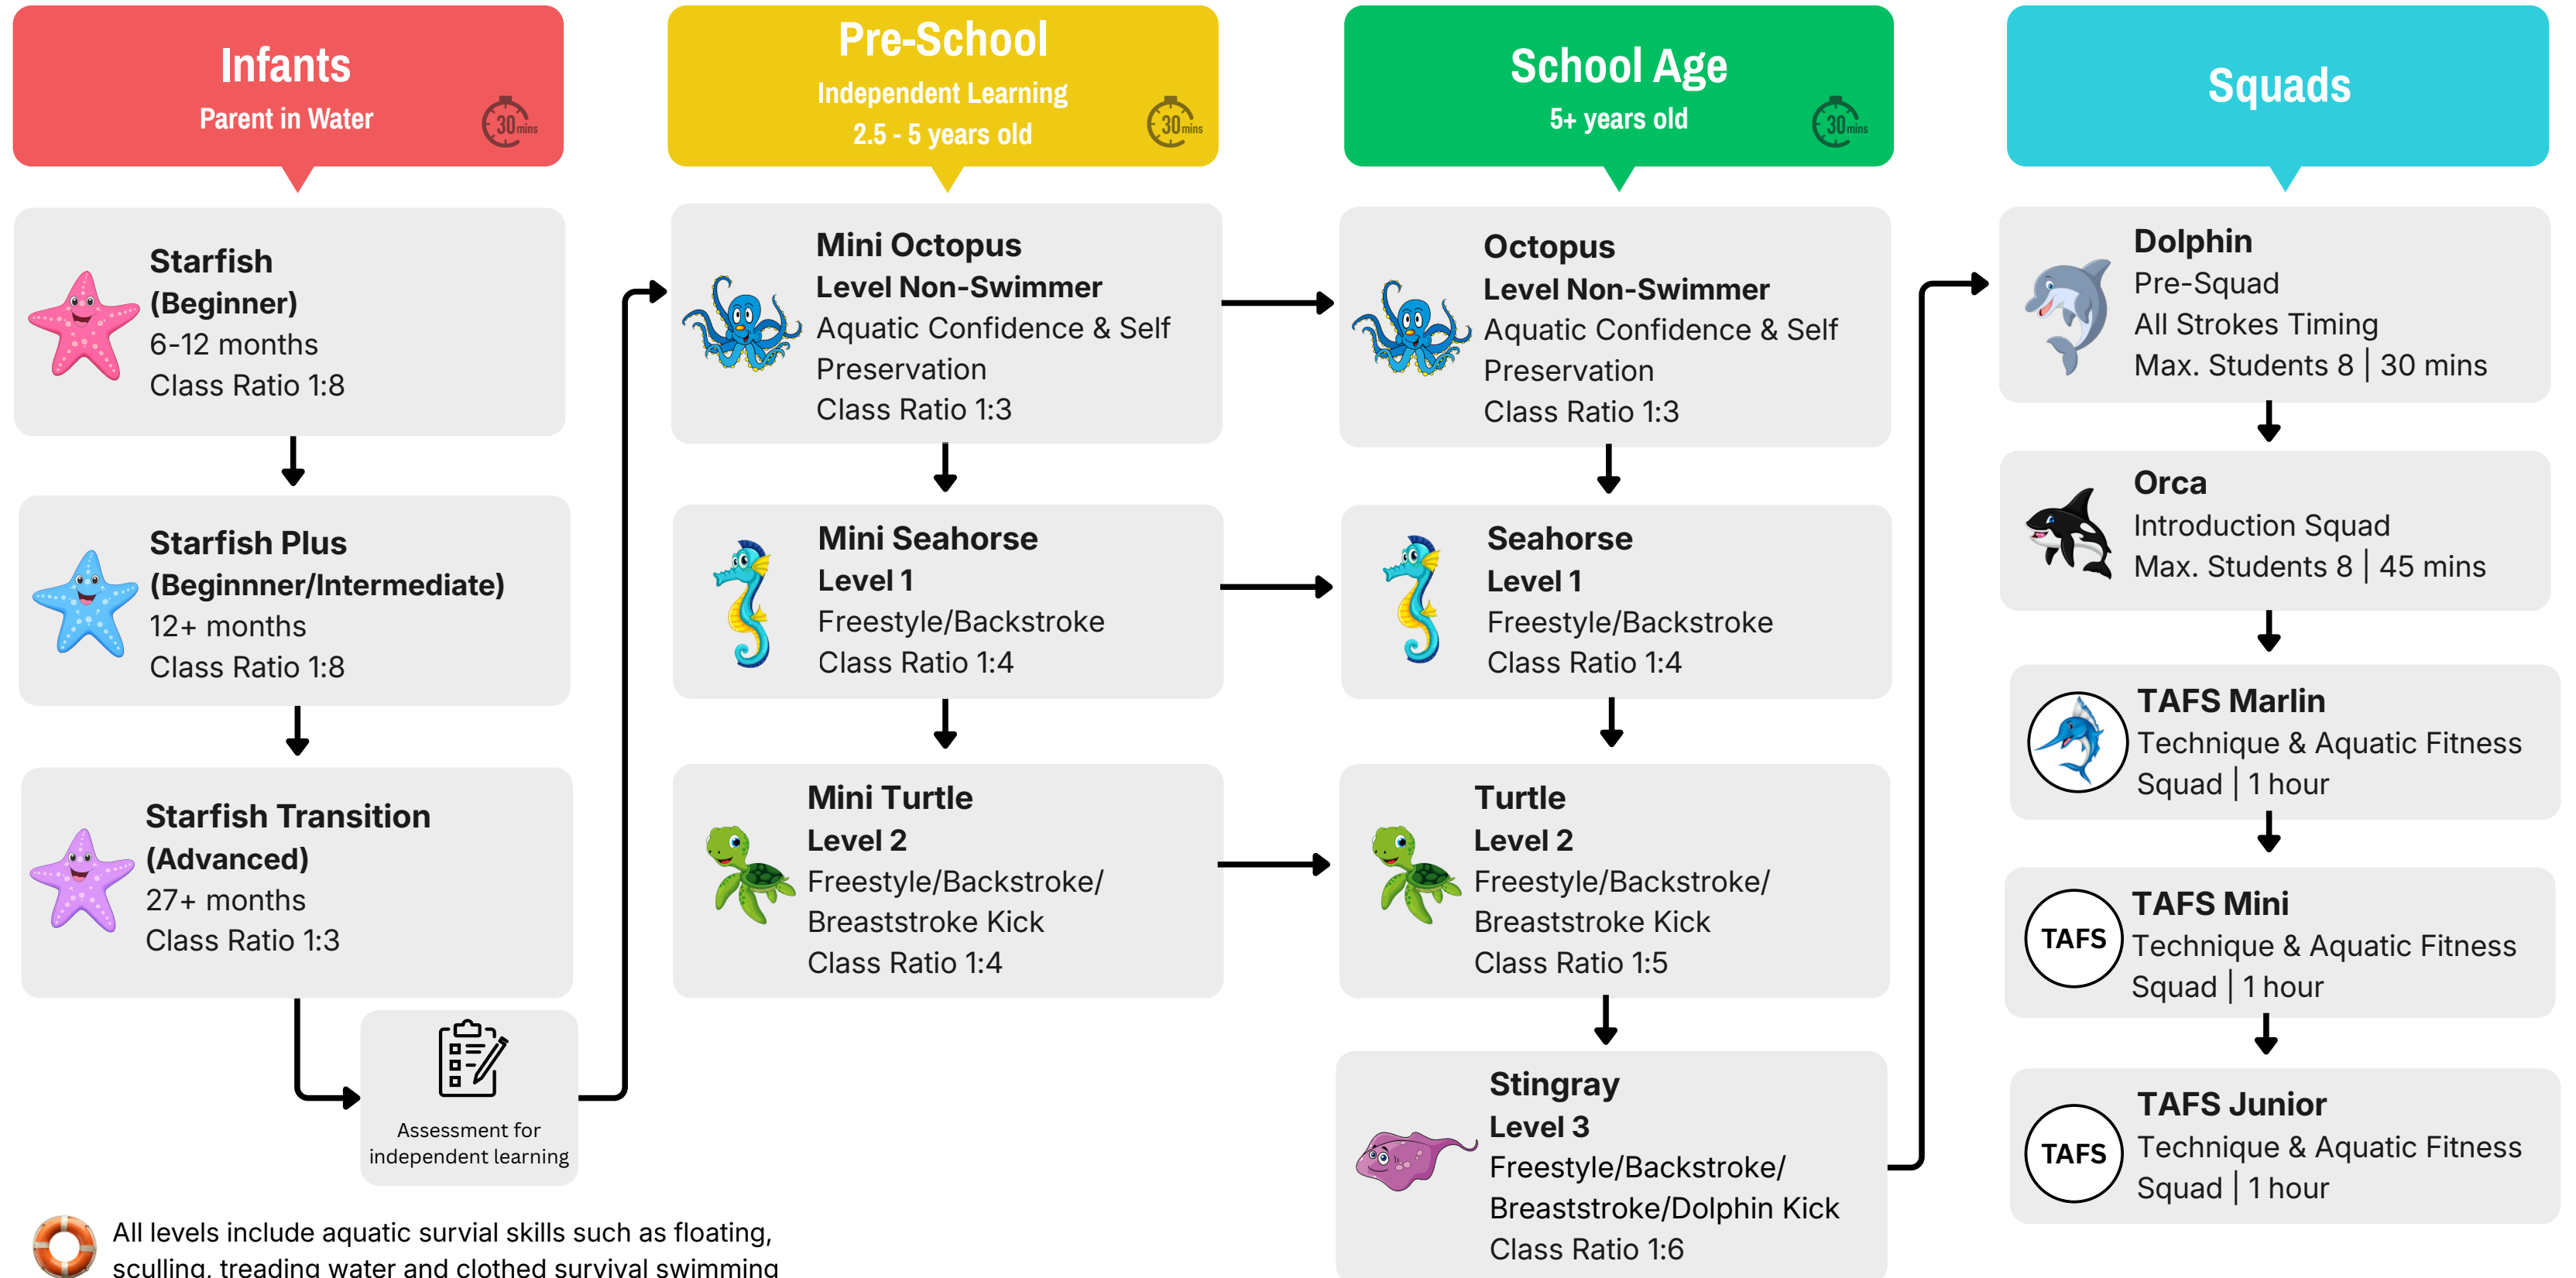 Infants
Parent in Water
30 mins
Starfish
(Beginner)
6-12 months
Class Ratio 1:8
Starfish Plus
(Beginnner/Intermediate)
12+ months
Class Ratio 1:8
Starfish Transition
(Advanced)
27+ months
Class Ratio 1:3
Assessment for
independent learning
All levels include aquatic survial skills such as floating,
sculling, treading water and clothed survival swimming
Pre-School
Independent Learning
2.5 - 5 years old
30 mins
Mini Octopus
Level Non-Swimmer
Aquatic Confidence & Self
Preservation
Class Ratio 1:3
Mini Seahorse
Level 1
Freestyle/Backstroke
Class Ratio 1:4
Mini Turtle
Level 2
Freestyle/Backstroke/
Breaststroke Kick
Class Ratio 1:4
School Age
5+ years old
30 mins
Octopus
Level Non-Swimmer
Aquatic Confidence & Self
Preservation
Class Ratio 1:3
Seahorse
Level 1
Freestyle/Backstroke
Class Ratio 1:4
Turtle
Level 2
Freestyle/Backstroke/
Breaststroke Kick
Class Ratio 1:5
Stingray
Level 3
Freestyle/Backstroke/
Breaststroke/Dolphin Kick
Class Ratio 1:6
Squads
Dolphin
Pre-Squad
All Strokes Timing
Max. Students 8 | 30 mins
Orca
Introduction Squad
Max. Students 8 | 45 mins
TAFS Marlin
Technique & Aquatic Fitness
Squad | 1 hour
TAFS
TAFS Mini
Technique & Aquatic Fitness
Squad | 1 hour
TAFS
TAFS Junior
Technique & Aquatic Fitness
Squad | 1 hour